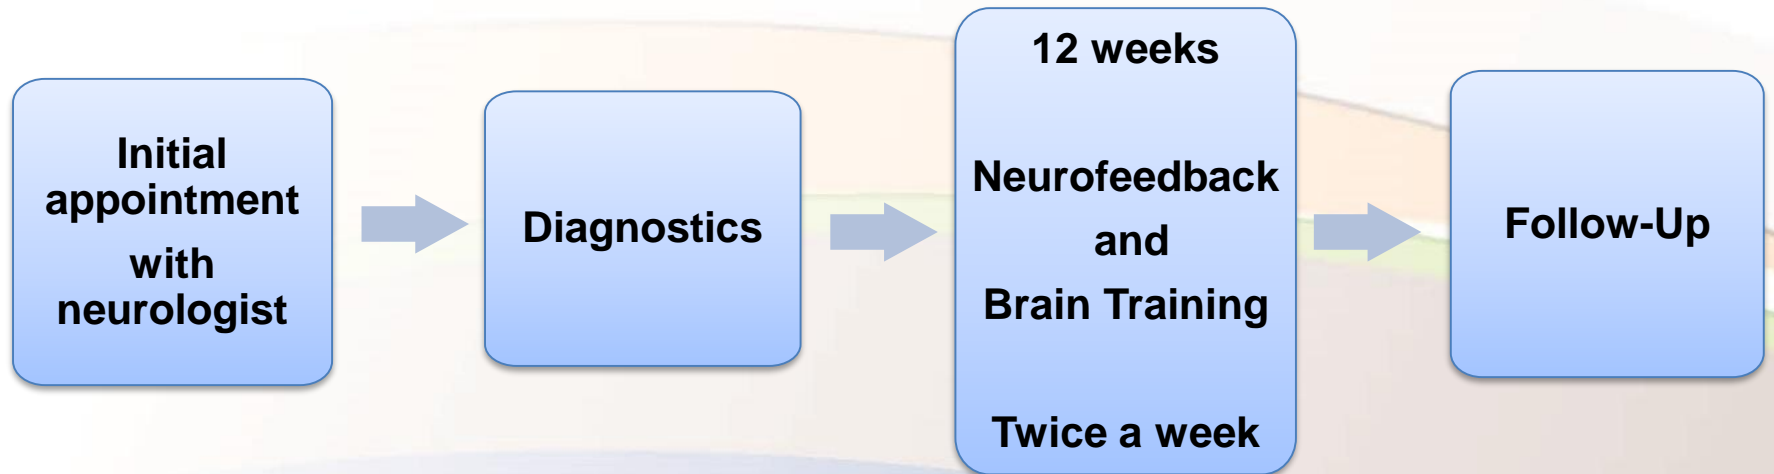 Initial
appointment
with
neurologist
Diagnostics
12 weeks
Neurofeedback
and
Brain Training
Twice a week
Follow-Up